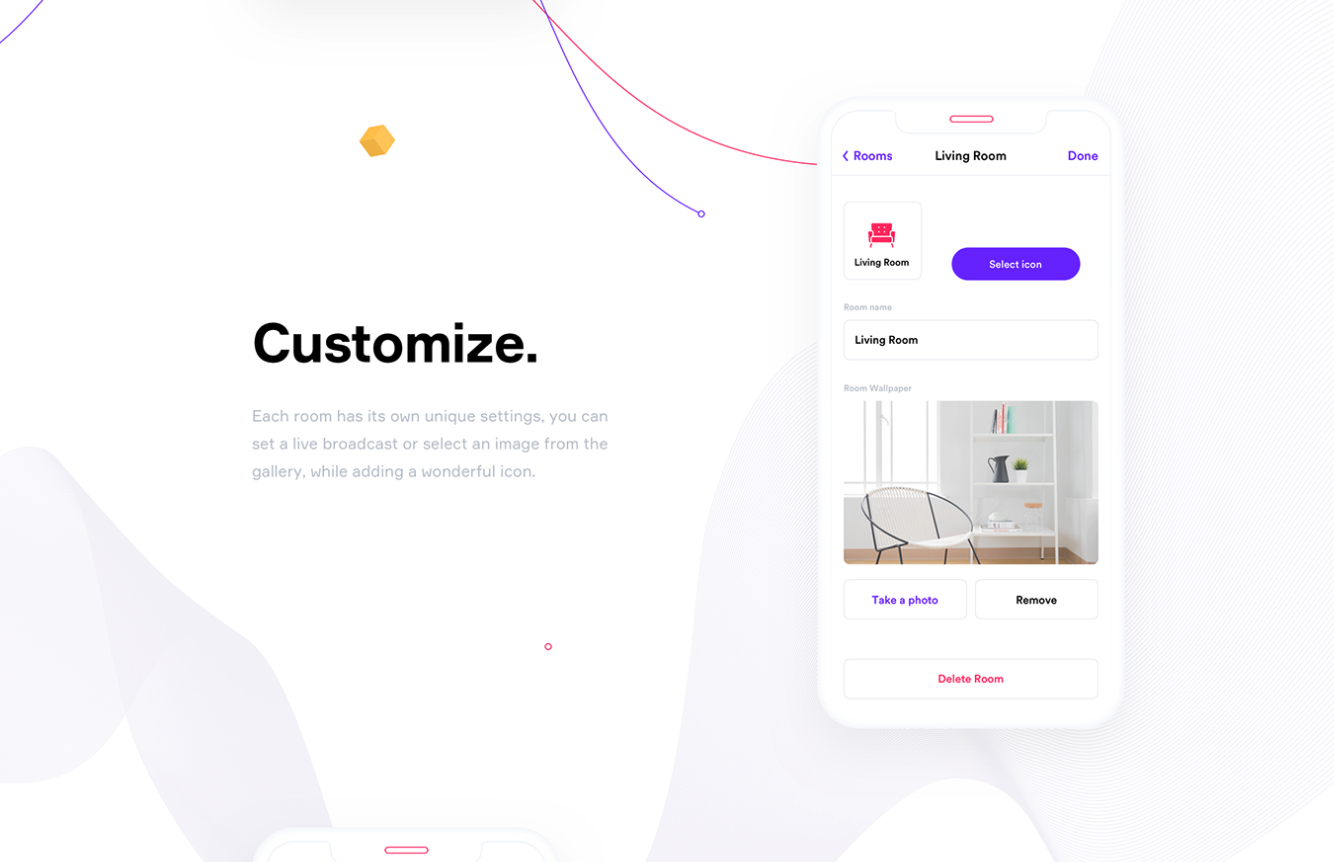 Customize.
Each room has its own unique settings, you can
set a live broadcast or select an image from the
gallery, while adding a wonderful icon.
Rooms
Living Room
Done
Living Room
Select icon
Room name
Living Room
Room Wallpaper
Take a photo
Remove
Delete Room